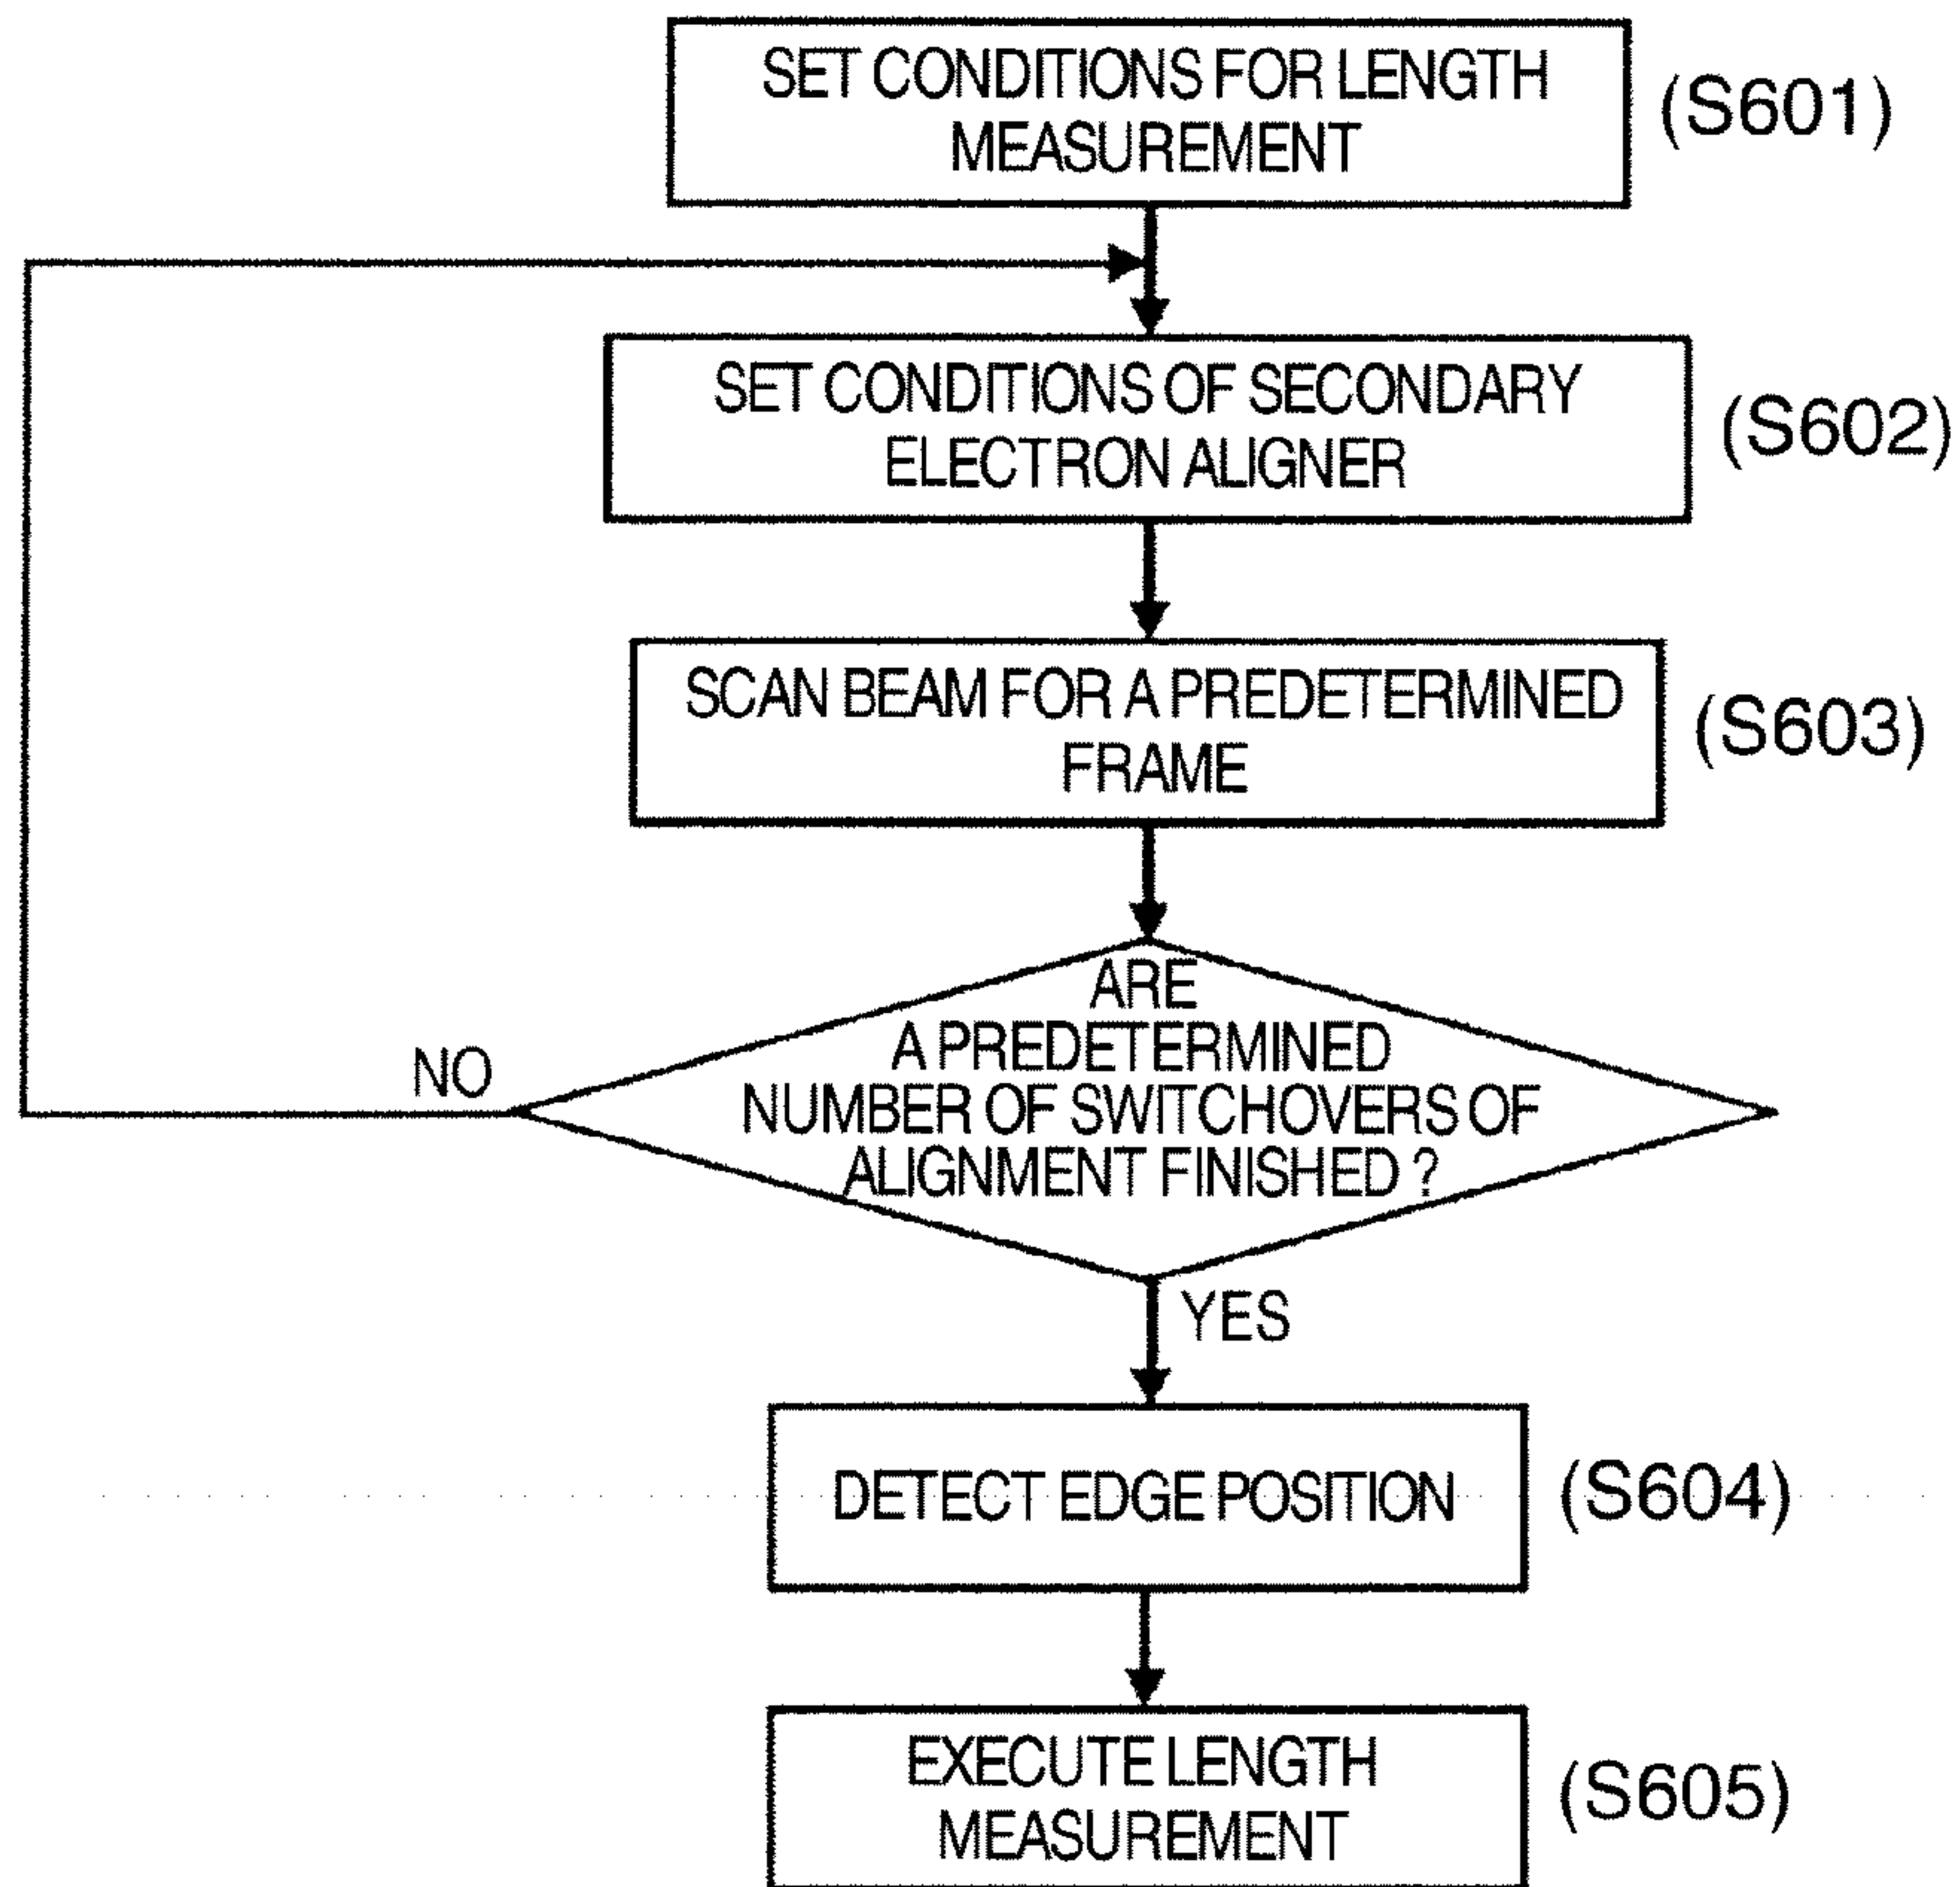 SET CONDITIONS FOR LENGTH
MEASUREMENT
(S601)
SET CONDITIONS OF SECONDARY
ELECTRON ALIGNER
(S602)
SCAN BEAM FOR A PREDETERMINED
FRAME
(S603)
ARE
A PREDETERMINED
NUMBER OF SWITCHOVERS OF
ALIGNMENT FINISHED ?
NO
YES
DETECT EDGE POSITION
(S604)
EXECUTE LENGTH
MEASUREMENT
(S605)